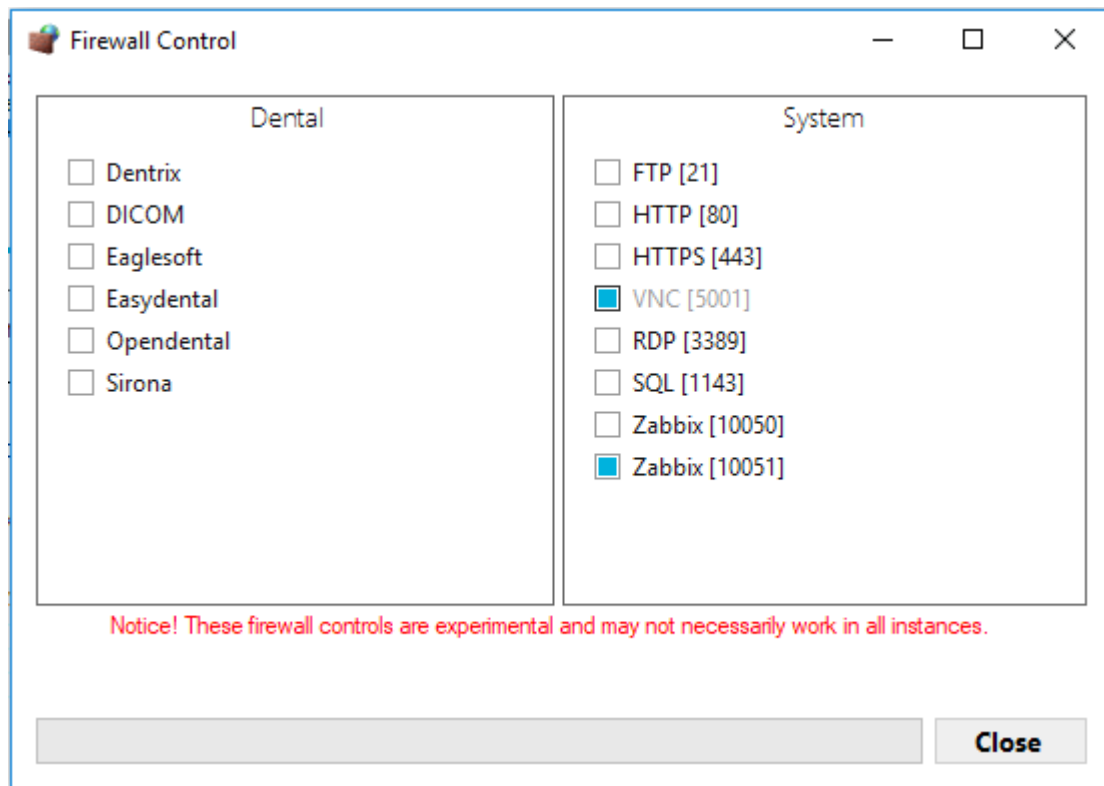 Firewall Control
Dental
Dentrix
DICOM
Eaglesoft
Easydental
Opendental
Sirona
System
FTP [21]
HTTP [80]
HTTPS [443]
VNC [5001]
RDP [3389]
SQL [1143]
Zabbix [10050]
Zabbix [10051]
Notice! These firewall controls are experimental and may not necessarily work in all instances.
Close